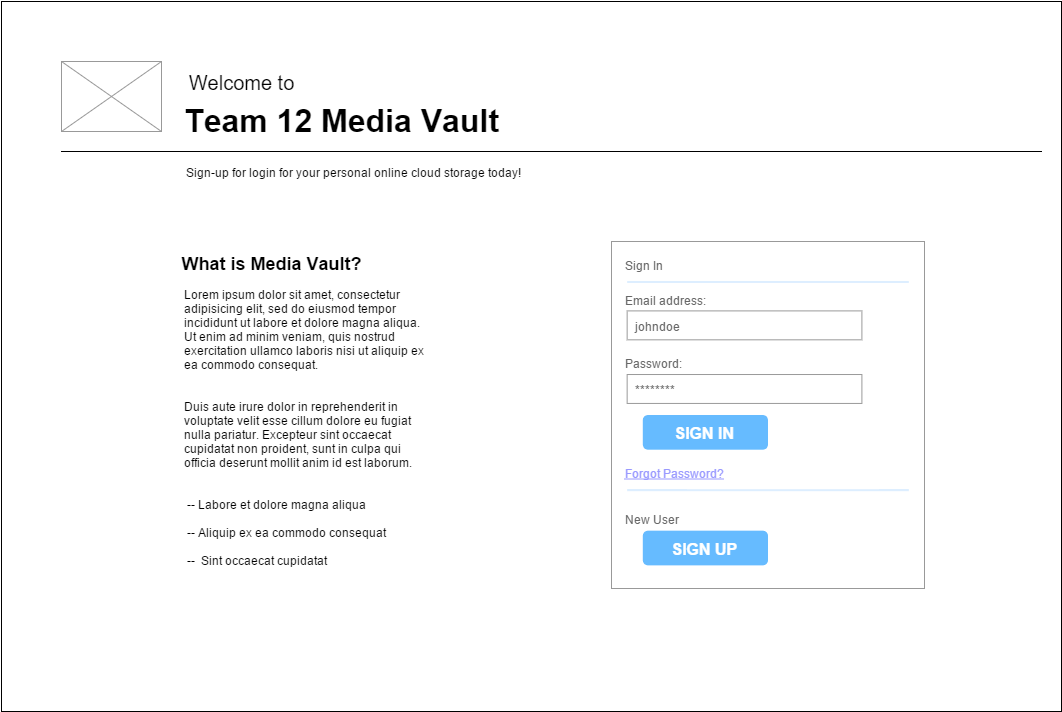 Welcome to
Team 12 Media Vault
Sign-up for login for your personal online cloud storage today!
What is Media Vault?
Lorem ipsum dolor sit amet, consectetur
adipisicing elit, sed do eiusmod tempor
incididunt ut labore et dolore magna aliqua.
Ut enim ad minim veniam, quis nostrud
exercitation ullamco laboris nisi ut aliquip ex
ea commodo consequat.
Duis aute irure dolor in reprehenderit in
voluptate velit esse cillum dolore eu fugiat
nulla pariatur. Excepteur sint occaecat
cupidatat non proident, sunt in culpa qui
officia deserunt mollit anim id est laborum.
-- Labore et dolore magna aliqua
-- Aliquip ex ea commodo consequat
-- Sint occaecat cupidatat
Sign In
Email address:
johndoe
Password:
********
SIGN IN
Forgot Password?
New User
SIGN UP